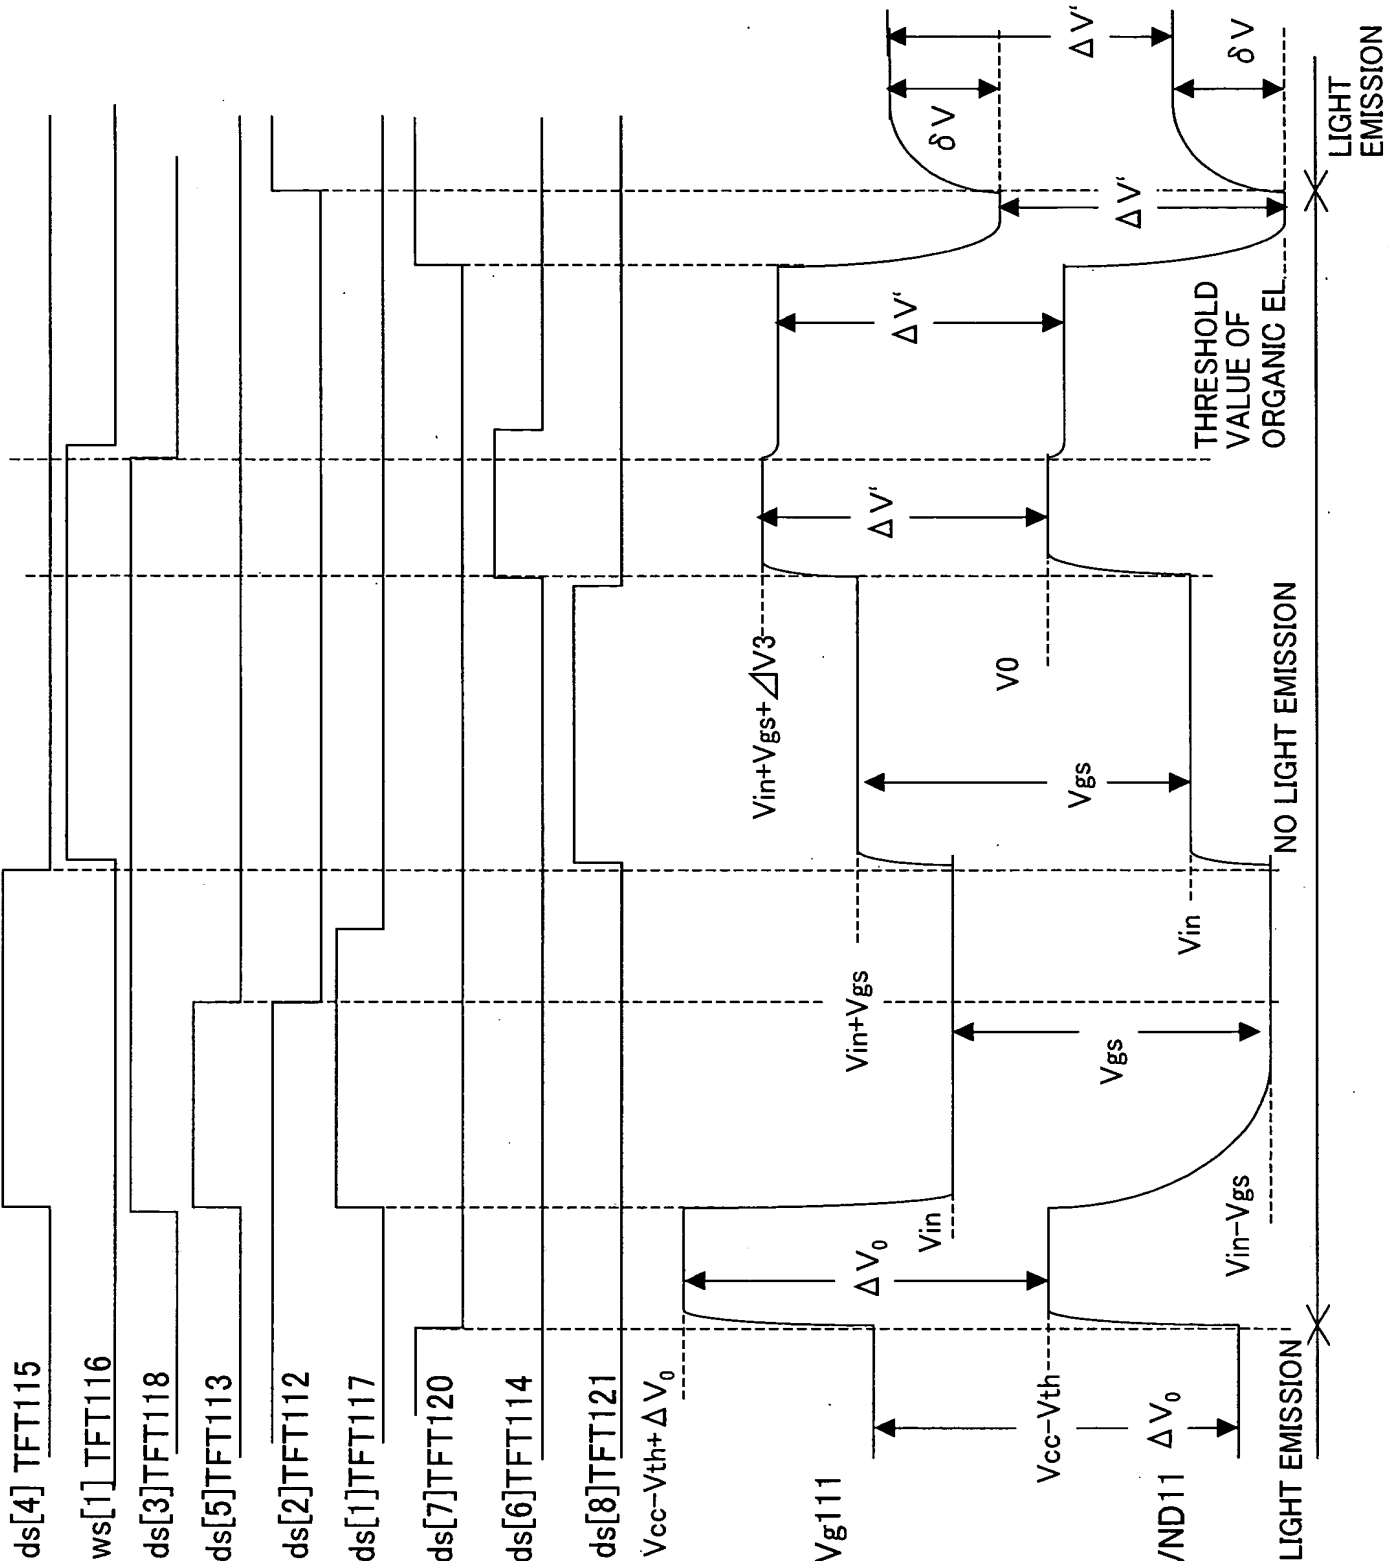 ds[4] TFT115
ws[1] TFT116
ds[3]TFT118
ds[5]TFT113
ds[2]TFT112
ds[1]TFT117
ds[7]TFT120
ds[6]TFT114
ds[8]TFT121
Vcc-Vth+ΔV₀
Vg111
Vcc-Vth
VND11 ΔV₀
LIGHT EMISSION
ΔV₀
Vin
Vin-Vgs
Vin+Vgs
Vgs
Vin
Vin+Vgs+ΔV3
V0
Vgs
NO LIGHT EMISSION
ΔV'
ΔV'
THRESHOLD
VALUE OF
ORGANIC EL
ΔV'
δV
ΔV'
δV
LIGHT
EMISSION